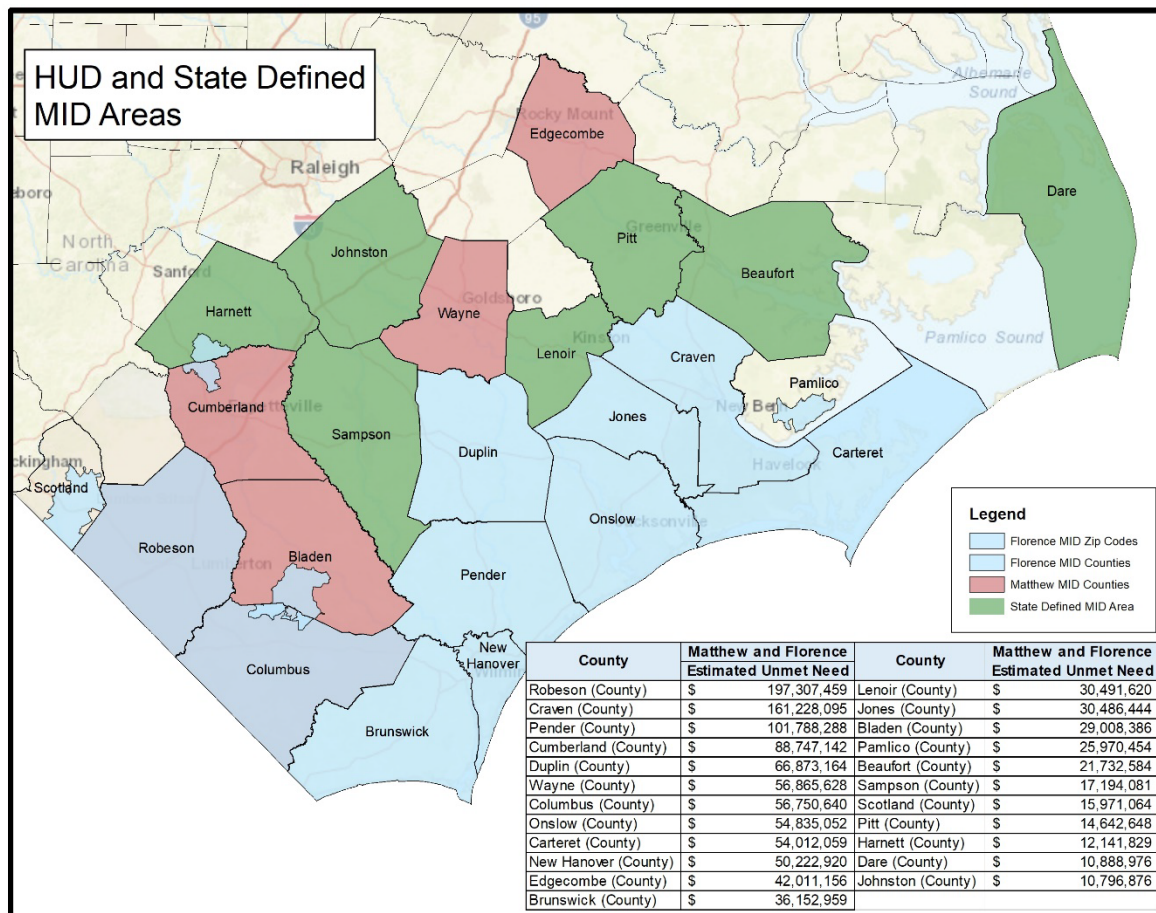 HUD and State Defined
MID Areas
95
Albemarle
Sound
Rocky Mount
Edgecombe
Raleigh
Dare
40
Greenville
Pitt
North
Carolina
Johnston
Sanford
Beaufort
Harnett
Goldsboro
Wayne
Kinston
Lenoir
Pamlico Sound
Craven
Pamlico
Cumberland
New Bern
Jones
Sampson
Duplin
Carteret
Havelock
Scotland
Onslow
Robeson
Bladen
Pender
Columbus
New
Hanover
Brunswick
Legend
Florence MID Zip Codes
Florence MID Counties
Matthew MID Counties
State Defined MID Area
County Matthew and Florence Estimated Unmet Need County Matthew and Florence Estimated Unmet Need
Robeson (County) $ 197,307,459 Lenoir (County) $ 30,491,620
Craven (County) $ 161,228,095 Jones (County) $ 30,486,444
Pender (County) $ 101,788,288 Bladen (County) $ 29,008,386
Cumberland (County) $ 88,747,142 Pamlico (County) $ 25,970,454
Duplin (County) $ 66,873,164 Beaufort (County) $ 21,732,584
Wayne (County) $ 56,865,628 Sampson (County) $ 17,194,081
Columbus (County) $ 56,750,640 Scotland (County) $ 15,971,064
Onslow (County) $ 54,835,052 Pitt (County) $ 14,642,648
Carteret (County) $ 54,012,059 Harnett (County) $ 12,141,829
New Hanover (County) $ 50,222,920 Dare (County) $ 10,888,976
Edgecombe (County) $ 42,011,156 Johnston (County) $ 10,796,876
Brunswick (County) $ 36,152,959